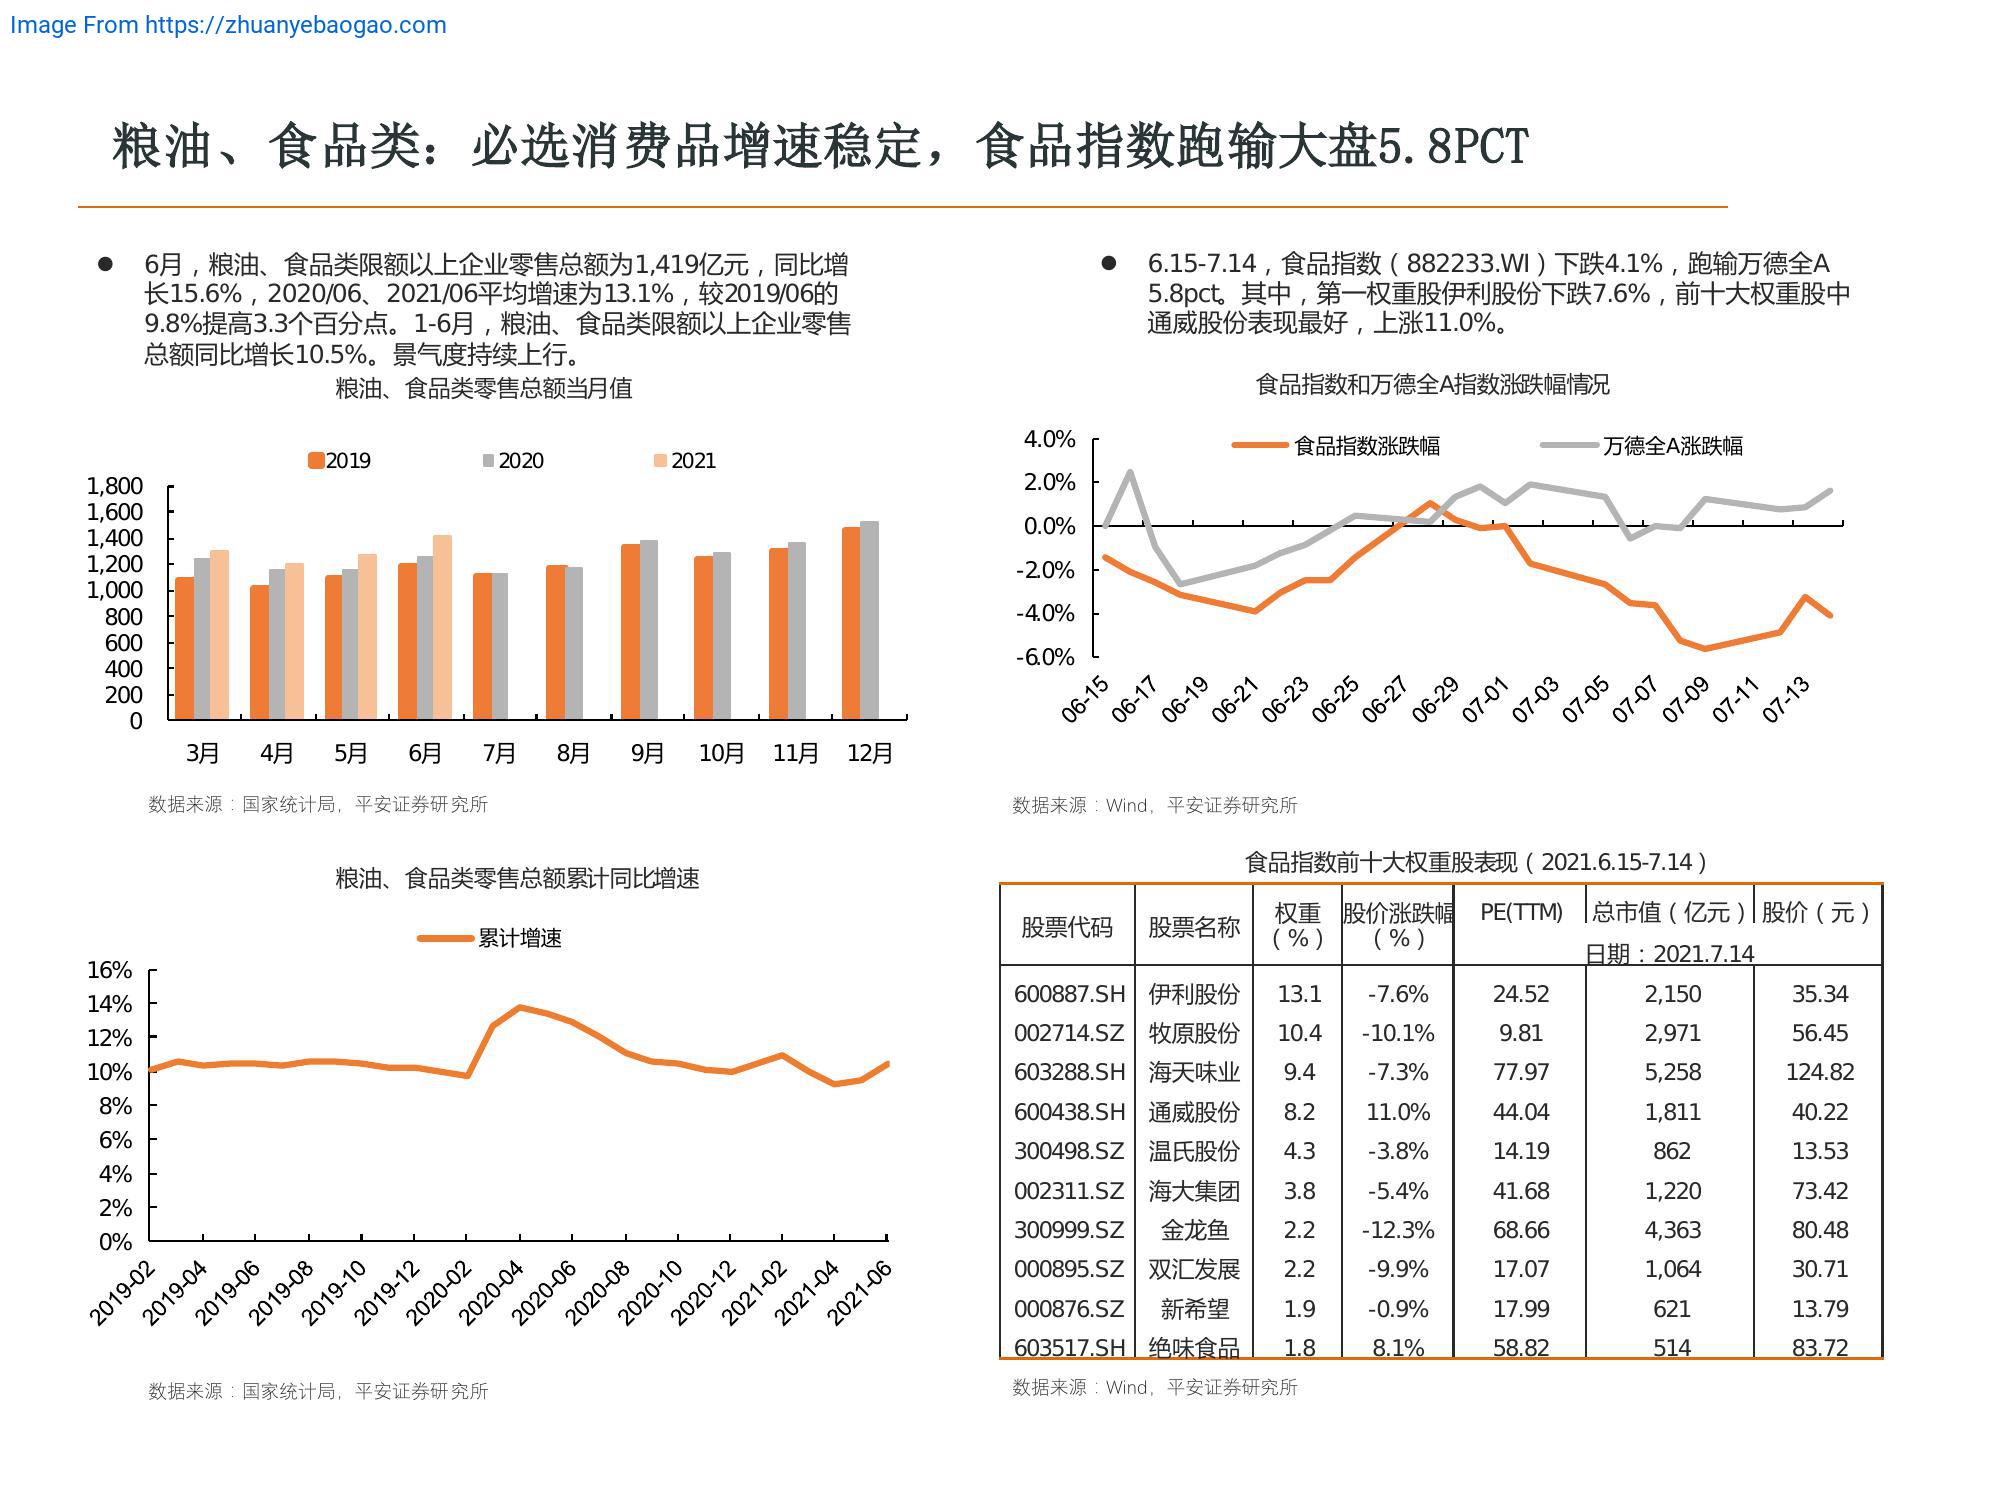 Image From https://zhuanyebaogao.com
粮油、食品类：必选消费品增速稳定，食品指数跑输大盘5.8PCT
● 6月，粮油、食品类限额以上企业零售总额为1,419亿元，同比增
长15.6%，2020/06、2021/06平均增速为13.1%，较2019/06的
9.8%提高3.3个百分点。1-6月，粮油、食品类限额以上企业零售
总额同比增长10.5%。景气度持续上行。
粮油、食品类零售总额当月值
2019 2020 2021
1,800
1,600
1,400
1,200
1,000
800
600
400
200
0
3月 4月 5月 6月 7月 8月 9月 10月 11月 12月
数据来源：国家统计局，平安证券研究所
粮油、食品类零售总额累计同比增速
累计增速
16%
14%
12%
10%
8%
6%
4%
2%
0%
2019-02 2019-04 2019-06 2019-08 2019-10 2019-12 2020-02 2020-04 2020-06 2020-08 2020-10 2020-12 2021-02 2021-04 2021-06
数据来源：国家统计局，平安证券研究所
● 6.15-7.14，食品指数（882233.WI）下跌4.1%，跑输万德全A
5.8pct。其中，第一权重股伊利股份下跌7.6%，前十大权重股中
通威股份表现最好，上涨11.0%。
食品指数和万德全A指数涨跌幅情况
食品指数涨跌幅 万德全A涨跌幅
4.0%
2.0%
0.0%
-2.0%
-4.0%
-6.0%
06-15 06-17 06-19 06-21 06-23 06-25 06-27 06-29 07-01 07-03 07-05 07-07 07-09 07-11 07-13
数据来源：Wind，平安证券研究所
食品指数前十大权重股表现（2021.6.15-7.14）
股票代码 股票名称 权重（%） 股价涨跌幅（%） PE(TTM) 总市值（亿元） 股价（元）
日期：2021.7.14
600887.SH 伊利股份 13.1 -7.6% 24.52 2,150 35.34
002714.SZ 牧原股份 10.4 -10.1% 9.81 2,971 56.45
603288.SH 海天味业 9.4 -7.3% 77.97 5,258 124.82
600438.SH 通威股份 8.2 11.0% 44.04 1,811 40.22
300498.SZ 温氏股份 4.3 -3.8% 14.19 862 13.53
002311.SZ 海大集团 3.8 -5.4% 41.68 1,220 73.42
300999.SZ 金龙鱼 2.2 -12.3% 68.66 4,363 80.48
000895.SZ 双汇发展 2.2 -9.9% 17.07 1,064 30.71
000876.SZ 新希望 1.9 -0.9% 17.99 621 13.79
603517.SH 绝味食品 1.8 8.1% 58.82 514 83.72
数据来源：Wind，平安证券研究所